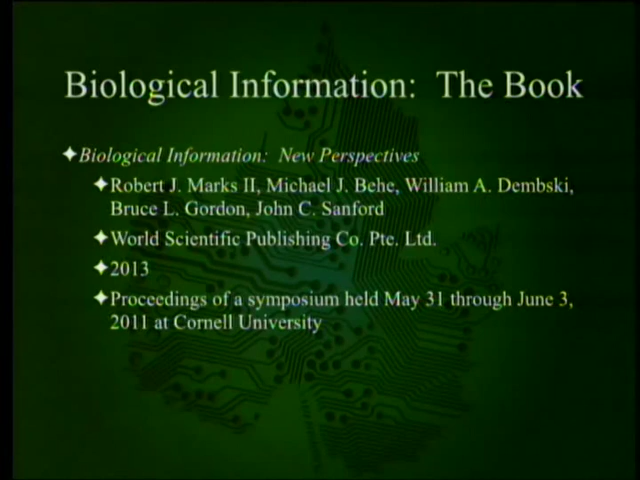 Biological Information: The Book
Biological Information: New Perspectives
Robert J. Marks II, Michael J. Behe, William A. Dembski,
Bruce L. Gordon, John C. Sanford
World Scientific Publishing Co. Pte. Ltd.
2013
Proceedings of a symposium held May 31 through June 3,
2011 at Cornell University